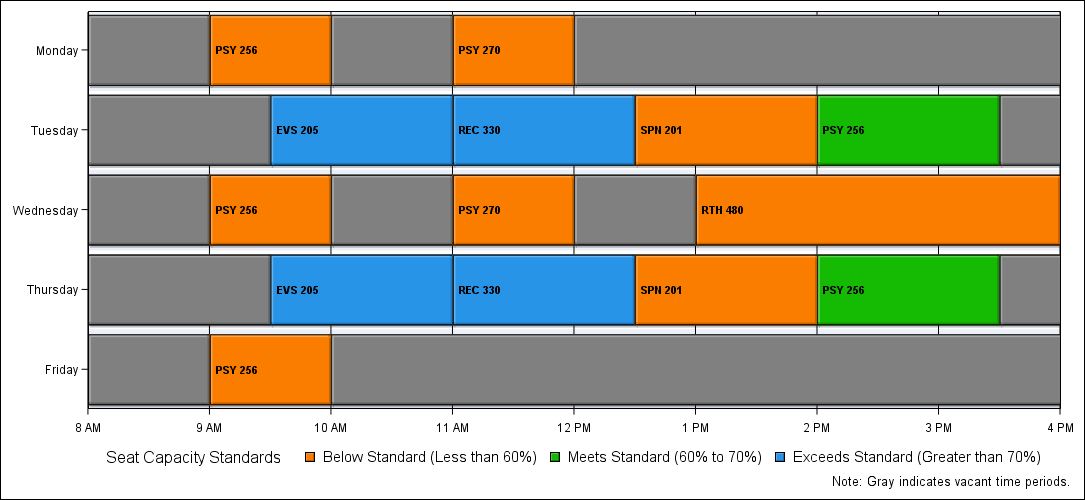 Monday PSY 256 PSY 270
Tuesday EVS 205 REC 330 SPN 201 PSY 256
Wednesday PSY 256 PSY 270 RTH 480
Thursday EVS 205 REC 330 SPN 201 PSY 256
Friday PSY 256
8 AM 9 AM 10 AM 11 AM 12 PM 1 PM 2 PM 3 PM 4 PM
Seat Capacity Standards Below Standard (Less than 60%) Meets Standard (60% to 70%) Exceeds Standard (Greater than 70%)
Note: Gray indicates vacant time periods.